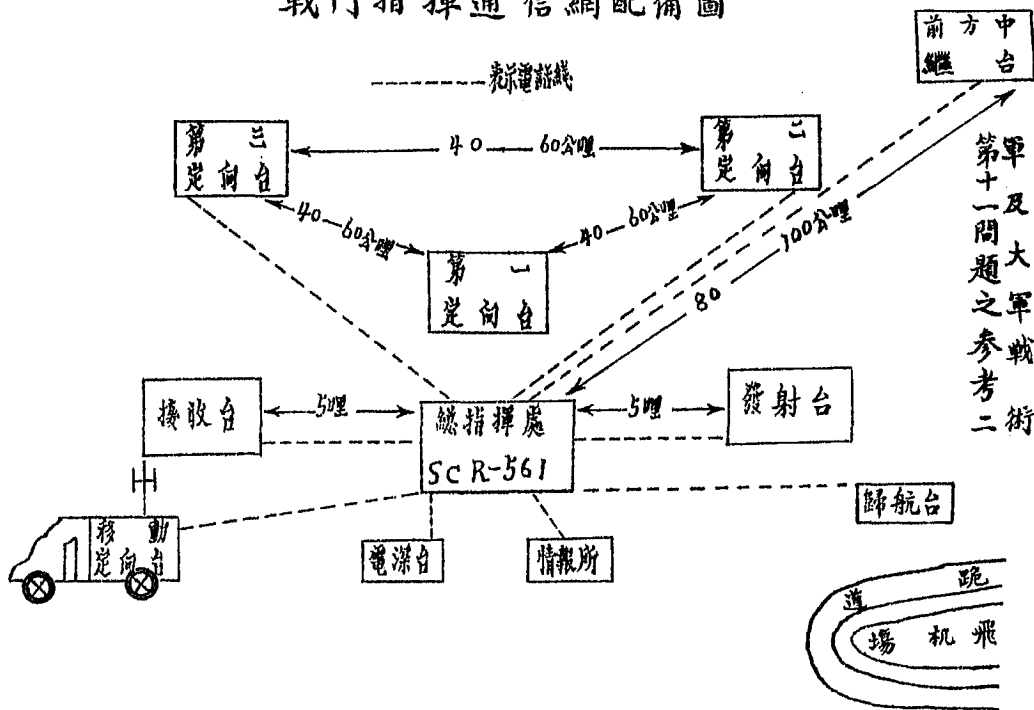 戰鬥指揮通信網配備圖
前方中
繼台
表示電話綫
第三
定向台
40—60公哩
第二
定向台
40—60公哩
40—60公哩
第一
定向台
80
100公哩
軍及大軍戰術
第十一問題之參考二
接收台
5哩
總指揮處
SCR-561
5哩
發射台
歸航台
移動
定向台
電深台
情報所
跑道
飛机場